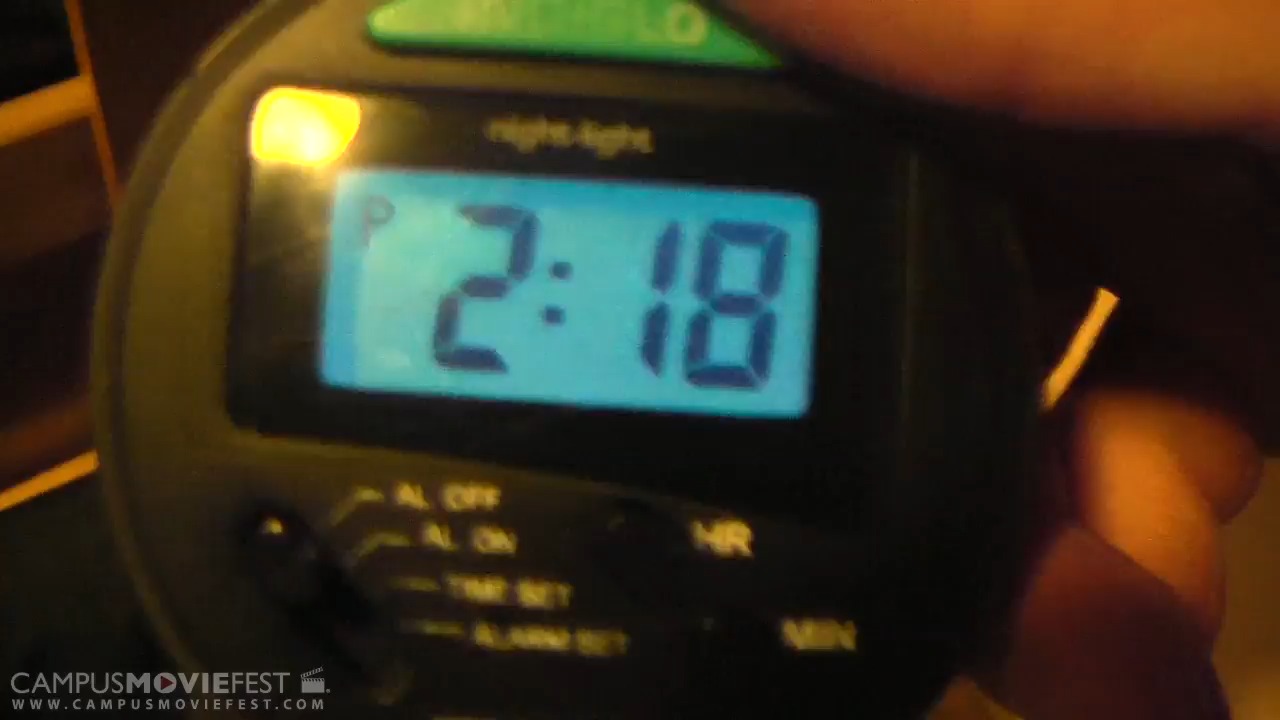 night-light
P 2:18
AL OFF
AL ON
TIME SET
ALARM SET
HR
MIN
CAMPUSMOVIEFEST
WWW.CAMPUSMOVIEFEST.COM